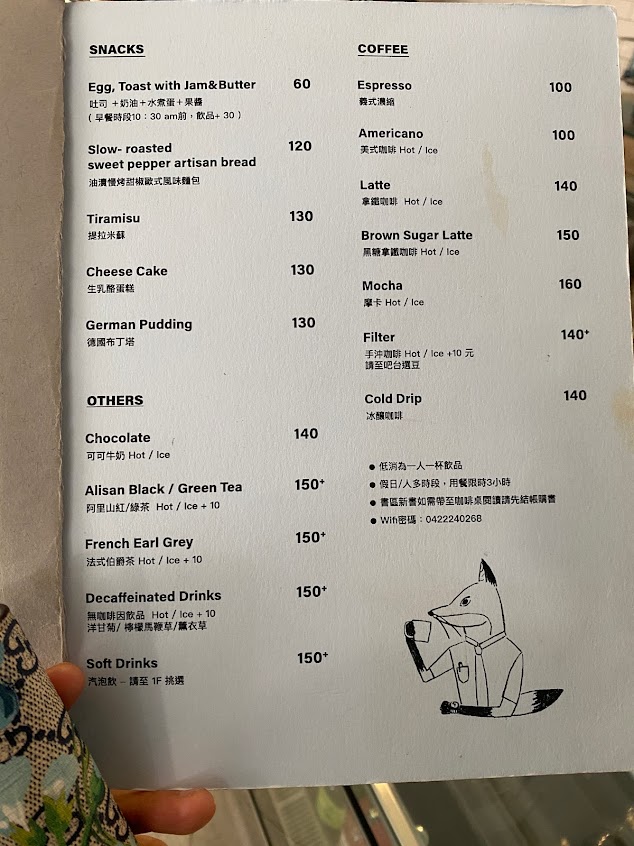 SNACKS
Egg, Toast with Jam&Butter 60
吐司 +奶油+水煮蛋+果醬
( 早餐時段10：30 am前，飲品+ 30 )
Slow- roasted
sweet pepper artisan bread 120
油漬慢烤甜椒歐式風味麵包
Tiramisu 130
提拉米蘇
Cheese Cake 130
生乳酪蛋糕
German Pudding 130
德國布丁塔
OTHERS
Chocolate 140
可可牛奶 Hot / Ice
Alisan Black / Green Tea 150+
阿里山紅/綠茶 Hot / Ice + 10
French Earl Grey 150+
法式伯爵茶 Hot / Ice + 10
Decaffeinated Drinks 150+
無咖啡因飲品 Hot / Ice + 10
洋甘菊/ 檸檬馬鞭草/薰衣草
Soft Drinks 150+
汽泡飲 – 請至 1F 挑選
COFFEE
Espresso 100
義式濃縮
Americano 100
美式咖啡 Hot / Ice
Latte 140
拿鐵咖啡 Hot / Ice
Brown Sugar Latte 150
黑糖拿鐵咖啡 Hot / Ice
Mocha 160
摩卡 Hot / Ice
Filter 140+
手沖咖啡 Hot / Ice +10 元
請至吧台選豆
Cold Drip 140
冰釀咖啡
● 低消為一人一杯飲品
● 假日/人多時段，用餐限時3小時
● 書區新書如需帶至咖啡桌閱讀請先結帳購書
● Wifi密碼：0422240268